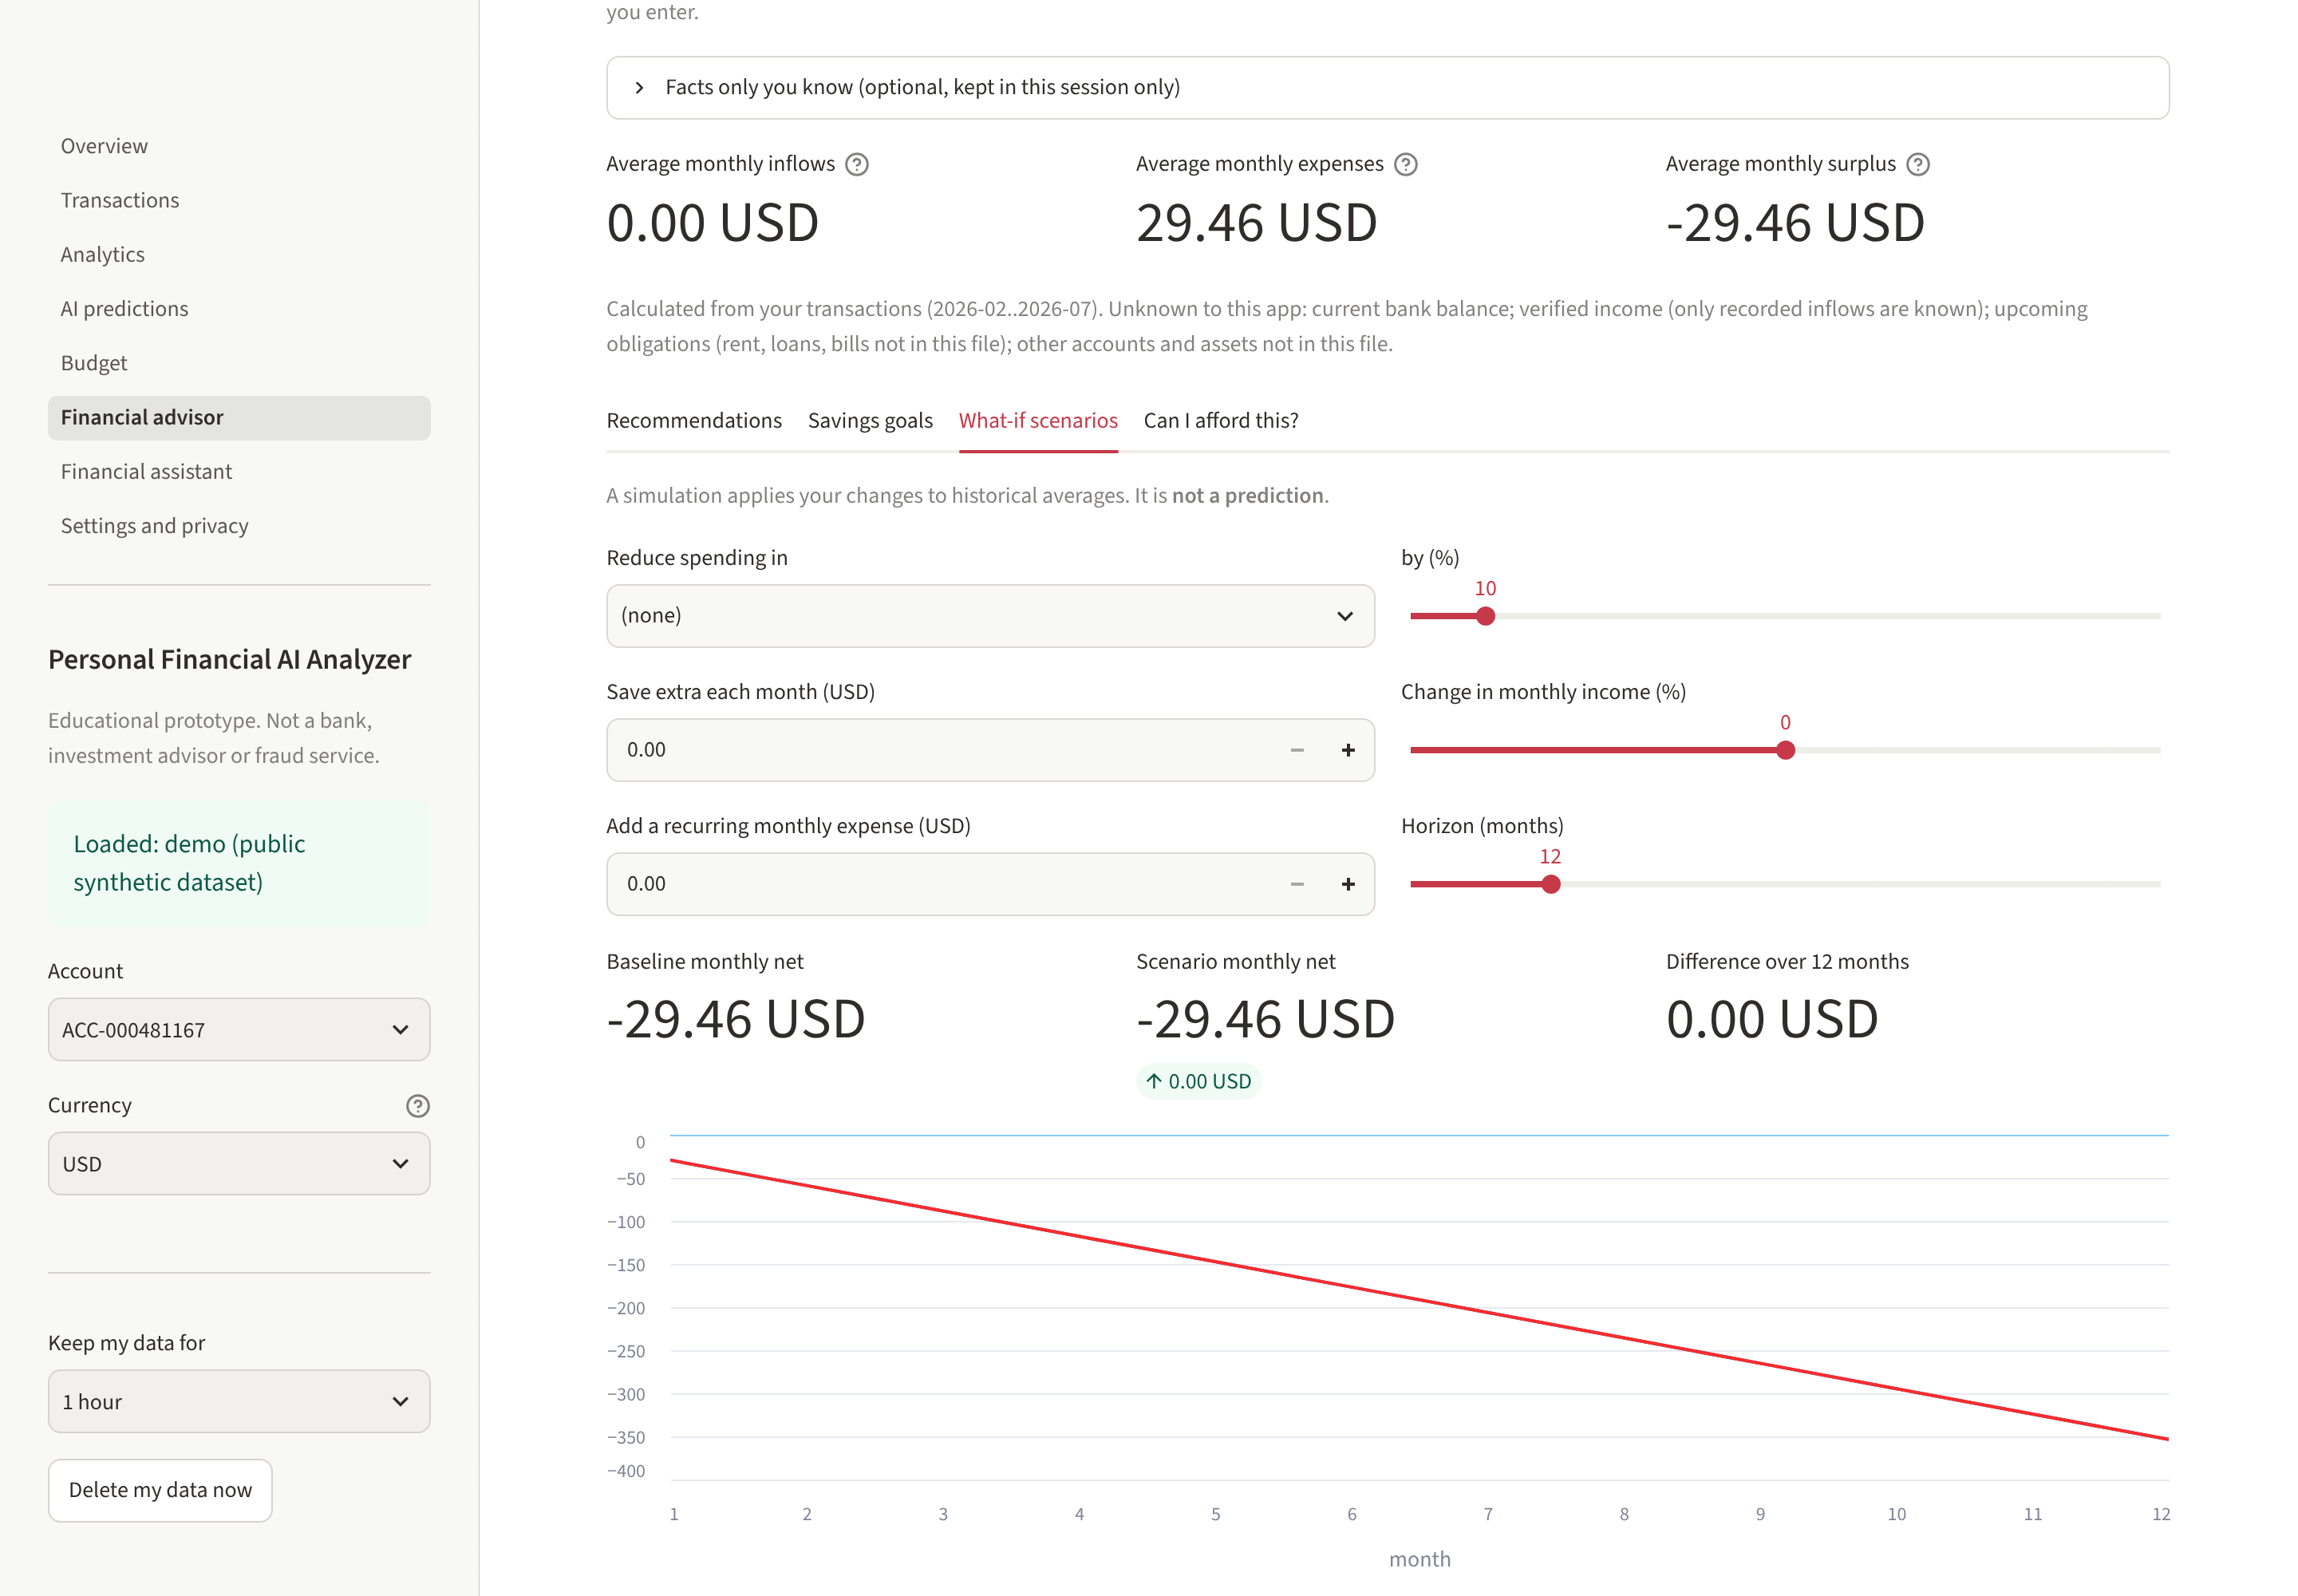 you enter.
Facts only you know (optional, kept in this session only)
Average monthly inflows
Average monthly expenses
Average monthly surplus
0.00 USD
29.46 USD
-29.46 USD
Calculated from your transactions (2026-02..2026-07). Unknown to this app: current bank balance; verified income (only recorded inflows are known); upcoming
obligations (rent, loans, bills not in this file); other accounts and assets not in this file.
Recommendations
Savings goals
What-if scenarios
Can I afford this?
A simulation applies your changes to historical averages. It is not a prediction.
Reduce spending in
(none)
by (%)
10
Save extra each month (USD)
0.00
Change in monthly income (%)
0
Add a recurring monthly expense (USD)
0.00
Horizon (months)
12
Baseline monthly net
-29.46 USD
Scenario monthly net
-29.46 USD
↑ 0.00 USD
Difference over 12 months
0.00 USD
0
−50
−100
−150
−200
−250
−300
−350
−400
1 2 3 4 5 6 7 8 9 10 11 12
month
Overview
Transactions
Analytics
AI predictions
Budget
Financial advisor
Financial assistant
Settings and privacy
Personal Financial AI Analyzer
Educational prototype. Not a bank,
investment advisor or fraud service.
Loaded: demo (public
synthetic dataset)
Account
ACC-000481167
Currency
USD
Keep my data for
1 hour
Delete my data now